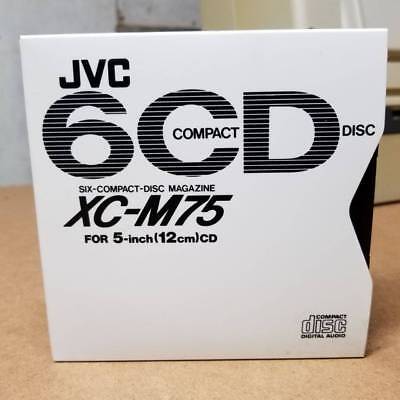 JVC
6CD
COMPACT DISC
SIX-COMPACT-DISC MAGAZINE
XC-M75
FOR 5-inch(12cm)CD
COMPACT
disc
DIGITAL AUDIO